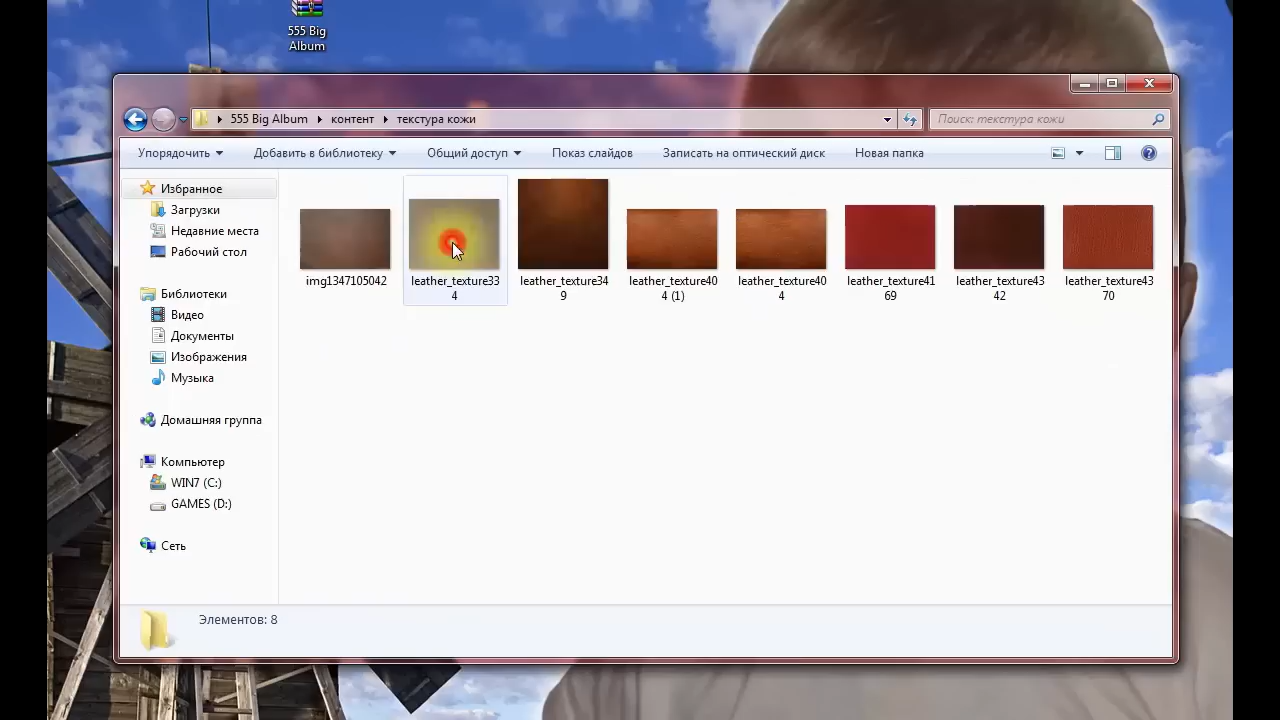 555 Big
Album
555 Big Album контент текстура кожи Поиск: текстура кожи
Упорядочить Добавить в библиотеку Общий доступ Показ слайдов Записать на оптический диск Новая папка
Избранное
Загрузки
Недавние места
Рабочий стол
Библиотеки
Видео
Документы
Изображения
Музыка
Домашняя группа
Компьютер
WIN7 (C:)
GAMES (D:)
Сеть
img1347105042
leather_texture33
4
leather_texture34
9
leather_texture40
4 (1)
leather_texture40
4
leather_texture41
69
leather_texture43
42
leather_texture43
70
Элементов: 8